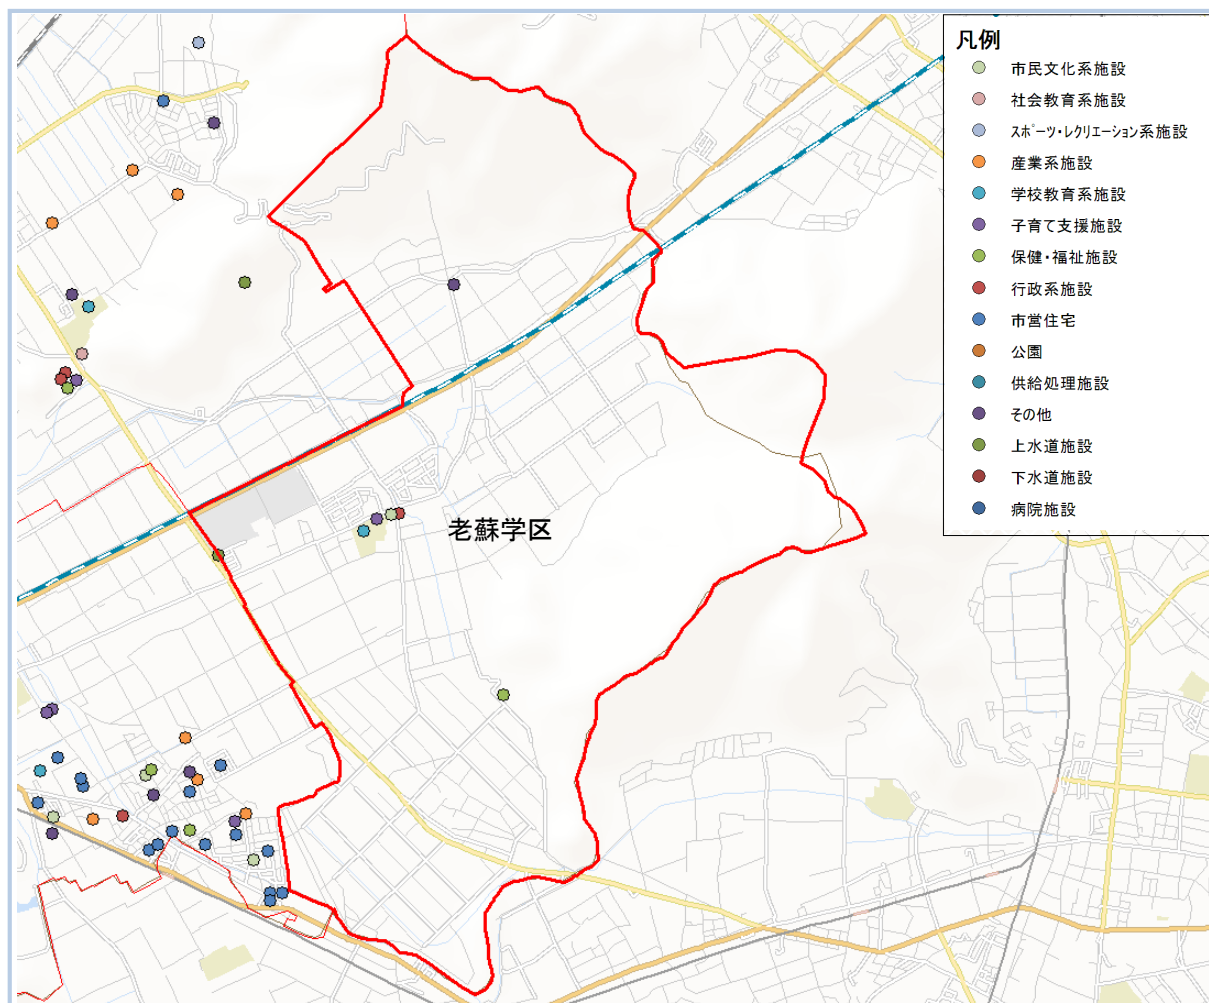 凡例
市民文化系施設
社会教育系施設
ｽﾎﾟｰﾂ・ﾚｸﾘｴｰｼｮﾝ系施設
産業系施設
学校教育系施設
子育て支援施設
保健・福祉施設
行政系施設
市営住宅
公園
供給処理施設
その他
上水道施設
下水道施設
病院施設
老蘇学区